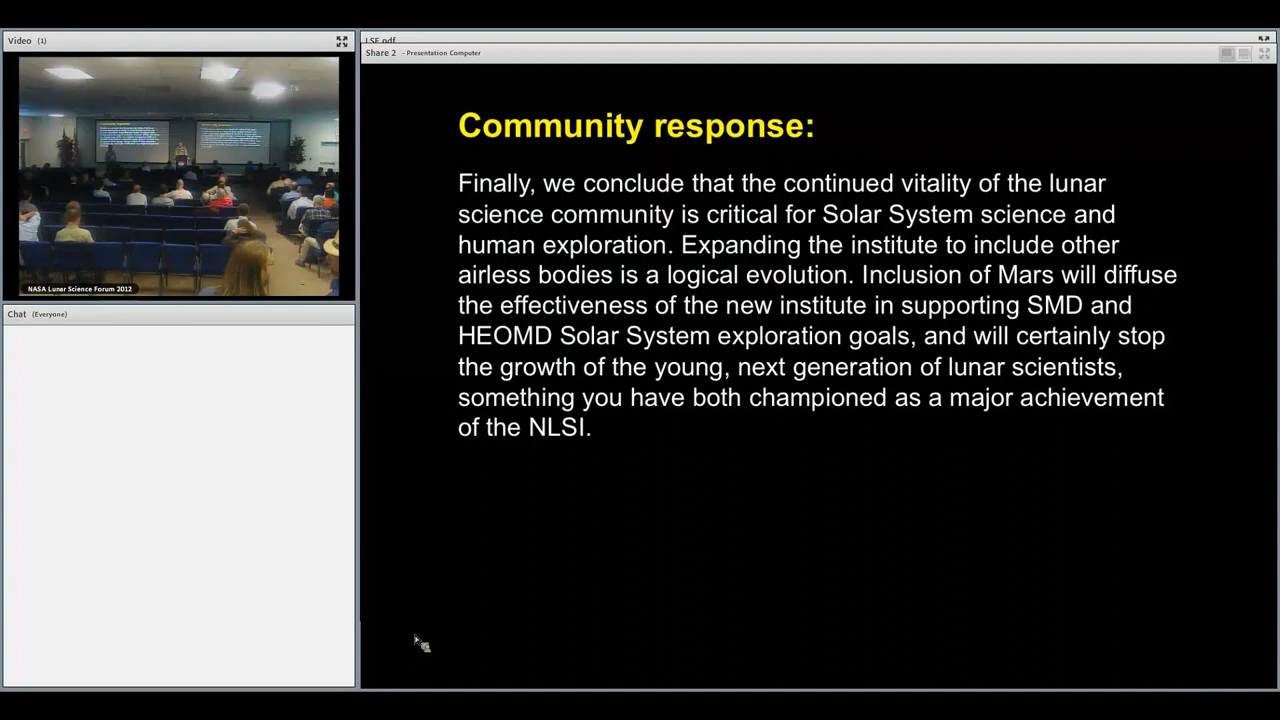 Video (1)
LSF.pdf
Share 2 - Presentation Computer
Community response:
Finally, we conclude that the continued vitality of the lunar
science community is critical for Solar System science and
human exploration. Expanding the institute to include other
airless bodies is a logical evolution. Inclusion of Mars will diffuse
the effectiveness of the new institute in supporting SMD and
HEOMD Solar System exploration goals, and will certainly stop
the growth of the young, next generation of lunar scientists,
something you have both championed as a major achievement
of the NLSI.
NASA Lunar Science Forum 2012
Chat (Everyone)